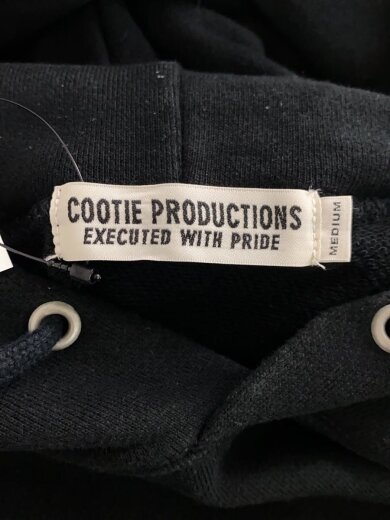 COOTIE PRODUCTIONS
EXECUTED WITH PRIDE
MEDIUM